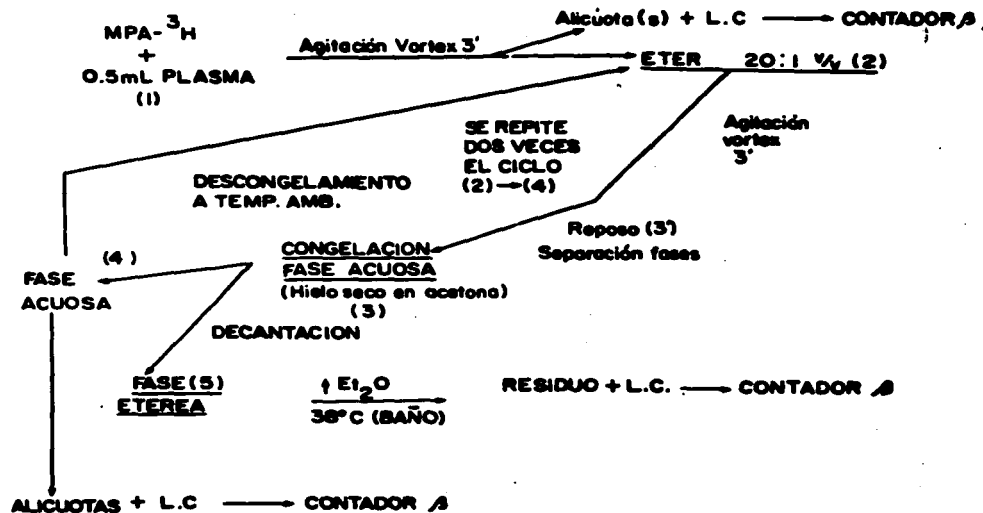 MPA-³H
+
0.5mL PLASMA
(1)
Agitación Vortex 3'
Alicuota(s) + L.C → CONTADOR β
ETER 20:1 v/v (2)
Agitación
vortex
3'
SE REPITE
DOS VECES
EL CICLO
(2)→(4)
DESCONGELAMIENTO
A TEMP. AMB.
Reposo (3')
Separación fases
CONGELACION
FASE ACUOSA
(Hielo seco en acetona)
(3)
(4)
FASE
ACUOSA
DECANTACION
FASE (5)
ETEREA
↑ Et₂O
38°C (BAÑO)
RESIDUO + L.C. → CONTADOR β
ALICUOTAS + L.C → CONTADOR β